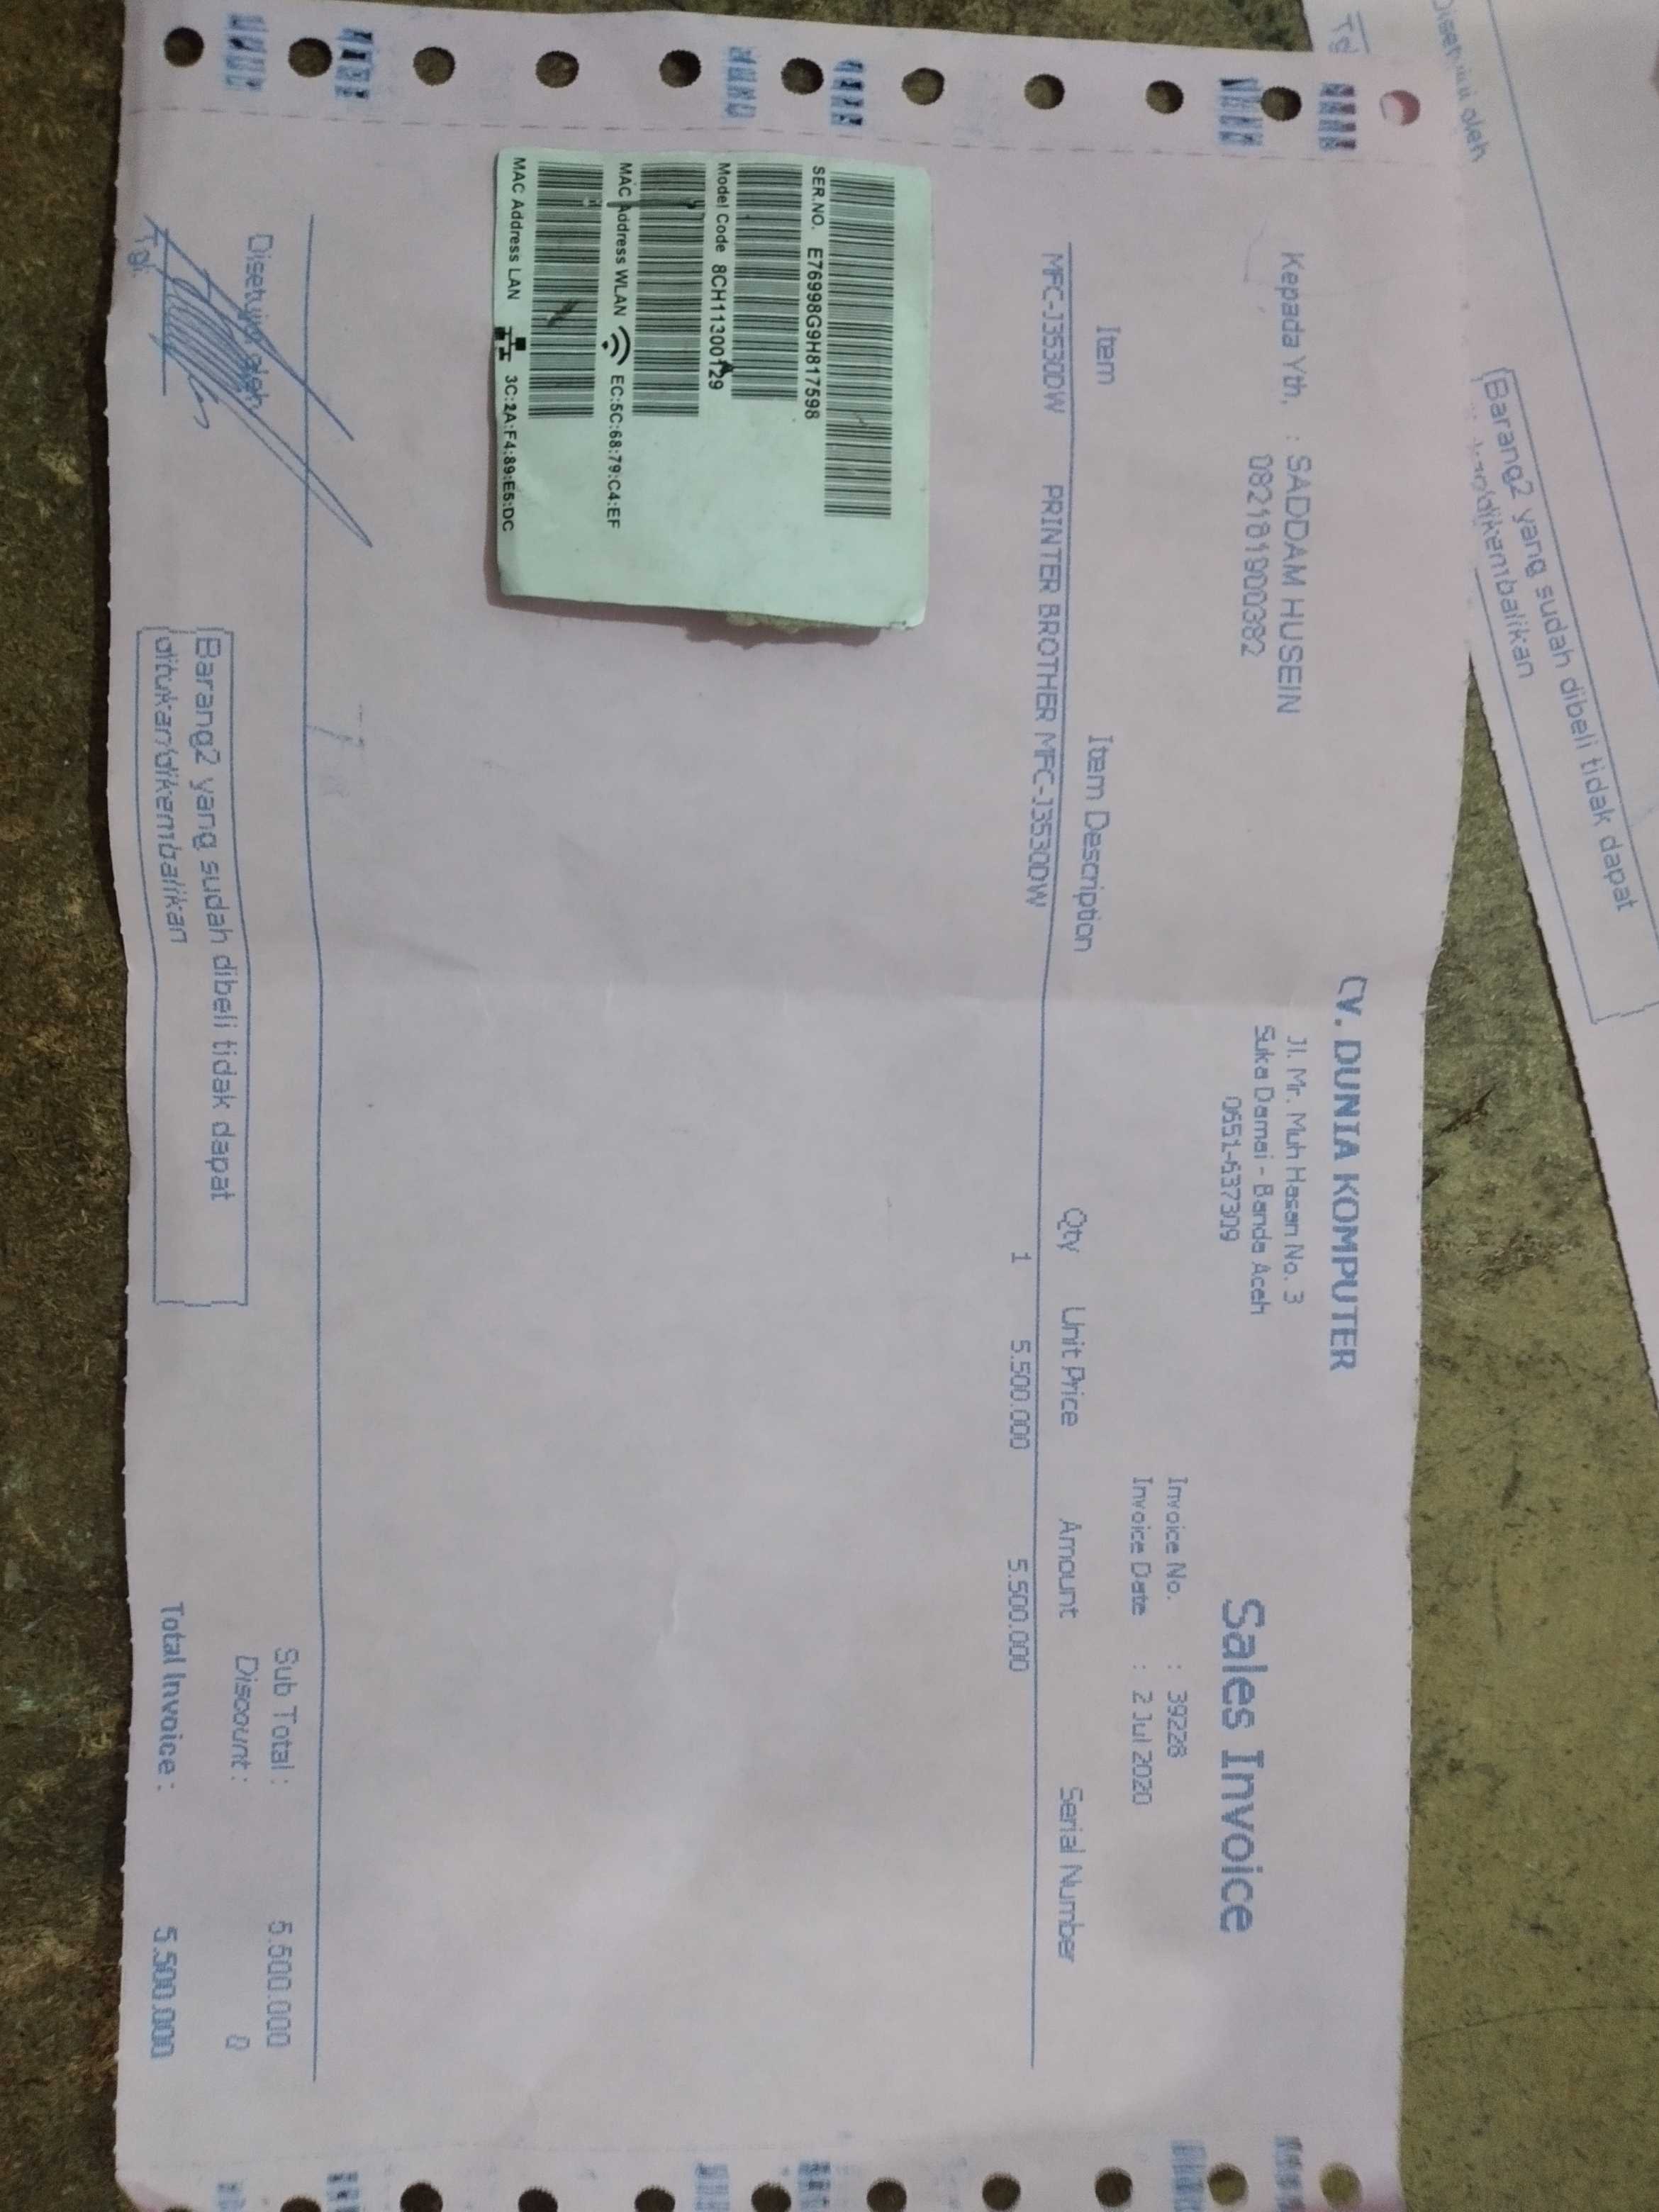 CV. DUNIA KOMPUTER
Jl. Mr. Muh Hasan No. 3
Suka Damai - Banda Aceh
0651-637309
Sales Invoice
Kepada Yth, : SADDAM HUSEIN
082181900382
Invoice No. : 39228
Invoice Date : 2 Jul 2020
Item Item Description Qty Unit Price Amount Serial Number
MFC-J3530DW PRINTER BROTHER MFC-J3530DW 1 5.500.000 5.500.000
SER.NO. E76998G9H817598
Model Code 8CH11300129
MAC Address WLAN EC:5C:68:79:C4:EF
MAC Address LAN 3C:2A:F4:89:E5:DC
Disetujui oleh
Tgl.
Barang2 yang sudah dibeli tidak dapat
ditukar/dikembalikan
Sub Total : 5.500.000
Discount : 0
Total Invoice : 5.500.000
Disetujui oleh
Tgl
Barang2 yang sudah dibeli tidak dapat
dikembalikan